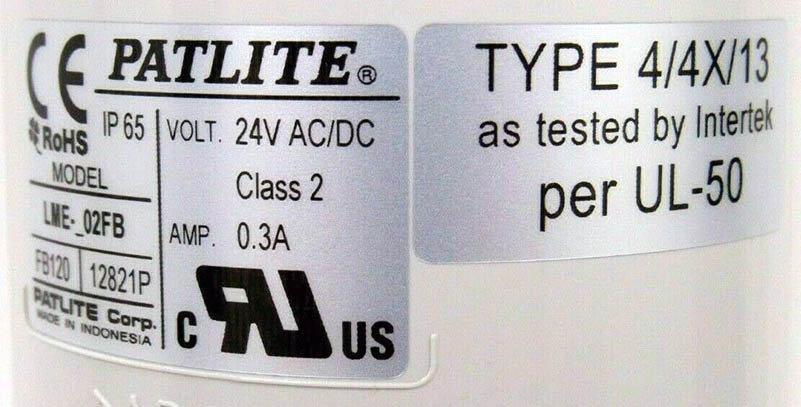 CE PATLITE®
RoHS IP 65
MODEL
LME-_02FB
FB120 12821P
PATLITE Corp.
MADE IN INDONESIA
VOLT. 24V AC/DC
Class 2
AMP. 0.3A
C RU US
TYPE 4/4X/13
as tested by Intertek
per UL-50